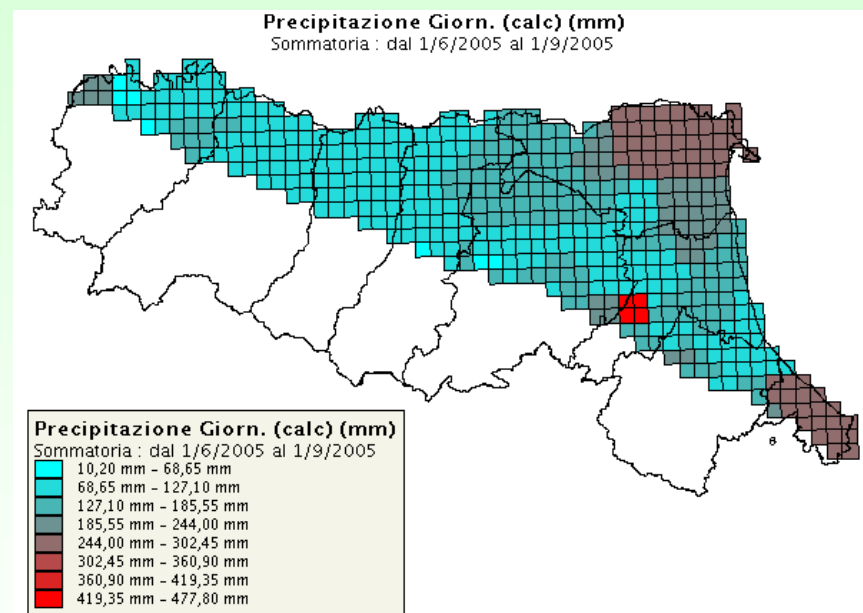 Precipitazione Giorn. (calc) (mm)
Sommatoria : dal 1/6/2005 al 1/9/2005
Precipitazione Giorn. (calc) (mm)
Sommatoria : dal 1/6/2005 al 1/9/2005
10,20 mm - 68,65 mm
68,65 mm - 127,10 mm
127,10 mm - 185,55 mm
185,55 mm - 244,00 mm
244,00 mm - 302,45 mm
302,45 mm - 360,90 mm
360,90 mm - 419,35 mm
419,35 mm - 477,80 mm